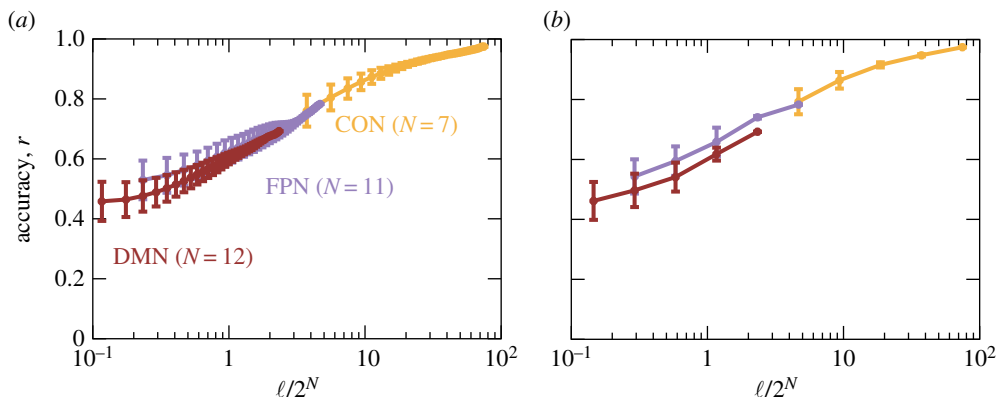 (a)
(b)
1.0
0.8
0.6
0.4
0.2
0
accuracy, r
CON (N = 7)
FPN (N = 11)
DMN (N = 12)
10⁻¹ 1 10 10²
ℓ/2ᴺ
10⁻¹ 1 10 10²
ℓ/2ᴺ